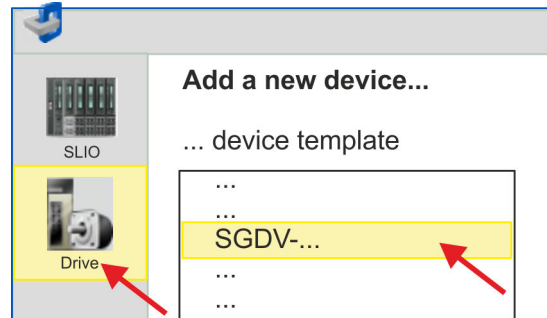 Add a new device...
SLIO
... device template
...
...
SGDV-...
Drive
...
...